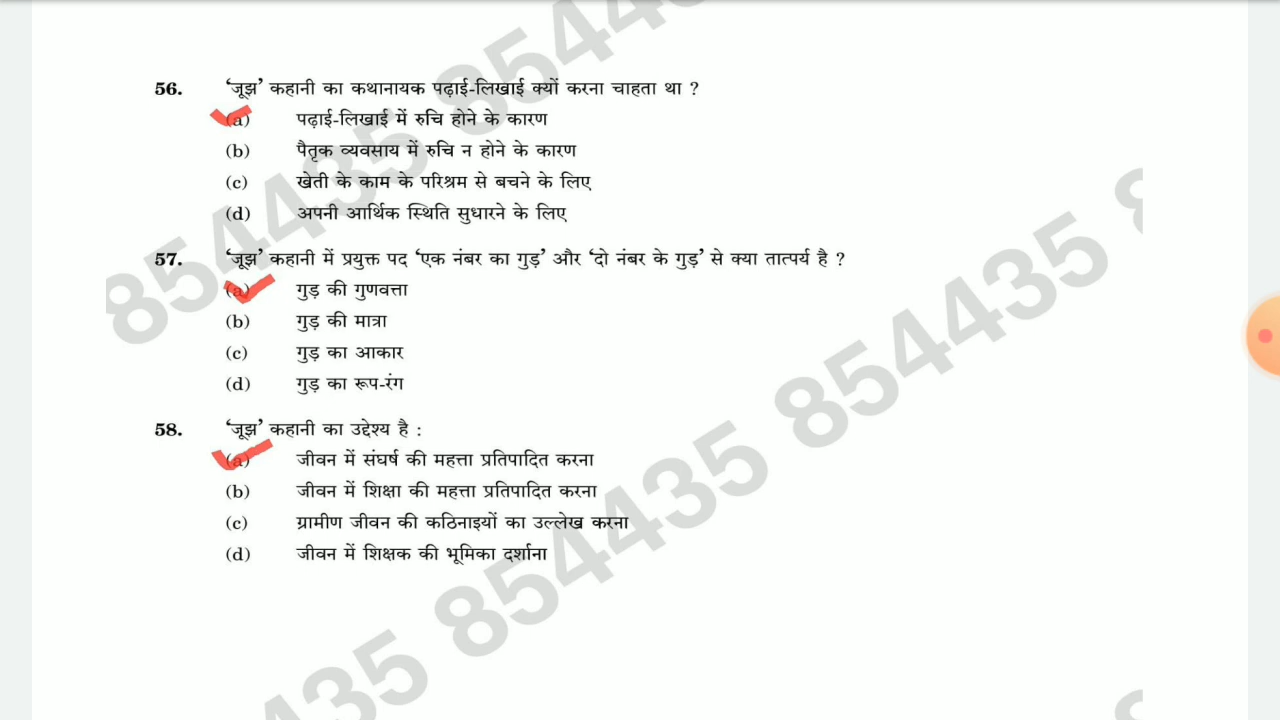 56. 'जूझ' कहानी का कथानायक पढ़ाई-लिखाई क्यों करना चाहता था ?
(a) पढ़ाई-लिखाई में रुचि होने के कारण
(b) पैतृक व्यवसाय में रुचि न होने के कारण
(c) खेती के काम के परिश्रम से बचने के लिए
(d) अपनी आर्थिक स्थिति सुधारने के लिए
57. 'जूझ' कहानी में प्रयुक्त पद 'एक नंबर का गुड़' और 'दो नंबर के गुड़' से क्या तात्पर्य है ?
(a) गुड़ की गुणवत्ता
(b) गुड़ की मात्रा
(c) गुड़ का आकार
(d) गुड़ का रूप-रंग
58. 'जूझ' कहानी का उद्देश्य है :
(a) जीवन में संघर्ष की महत्ता प्रतिपादित करना
(b) जीवन में शिक्षा की महत्ता प्रतिपादित करना
(c) ग्रामीण जीवन की कठिनाइयों का उल्लेख करना
(d) जीवन में शिक्षक की भूमिका दर्शाना
854435 854435 854435
854435 854435 854435